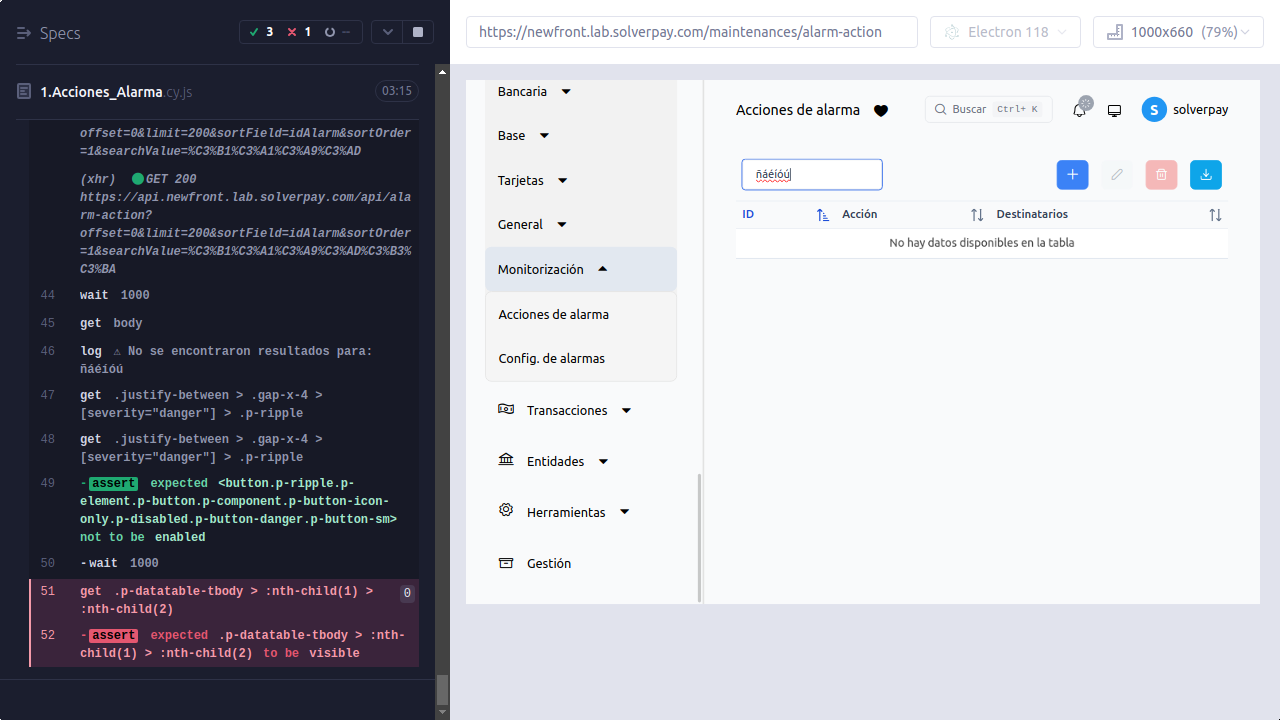 Specs
3
1
--
1.Acciones_Alarma.cy.js
03:15
offset=0&limit=200&sortField=idAlarm&sortOrder
=1&searchValue=%C3%B1%C3%A1%C3%A9%C3%AD
(xhr) GET 200
https://api.newfront.lab.solverpay.com/api/ala
rm-action?
offset=0&limit=200&sortField=idAlarm&sortOrder
=1&searchValue=%C3%B1%C3%A1%C3%A9%C3%AD%C3%B3%
C3%BA
44 wait 1000
45 get body
46 log ⚠ No se encontraron resultados para:
ñáéíóú
47 get .justify-between > .gap-x-4 >
[severity="danger"] > .p-ripple
48 get .justify-between > .gap-x-4 >
[severity="danger"] > .p-ripple
49 -assert expected <button.p-ripple.p-
element.p-button.p-component.p-button-icon-
only.p-disabled.p-button-danger.p-button-sm>
not to be enabled
50 -wait 1000
51 get .p-datatable-tbody > :nth-child(1) >
:nth-child(2) 0
52 -assert expected .p-datatable-tbody > :nth-
child(1) > :nth-child(2) to be visible
https://newfront.lab.solverpay.com/maintenances/alarm-action
Electron 118
1000x660 (79%)
Bancaria
Base
Tarjetas
General
Monitorización
Acciones de alarma
Config. de alarmas
Transacciones
Entidades
Herramientas
Gestión
Acciones de alarma
Buscar Ctrl+ K
S solverpay
ñáéíóú
ID Acción Destinatarios
No hay datos disponibles en la tabla